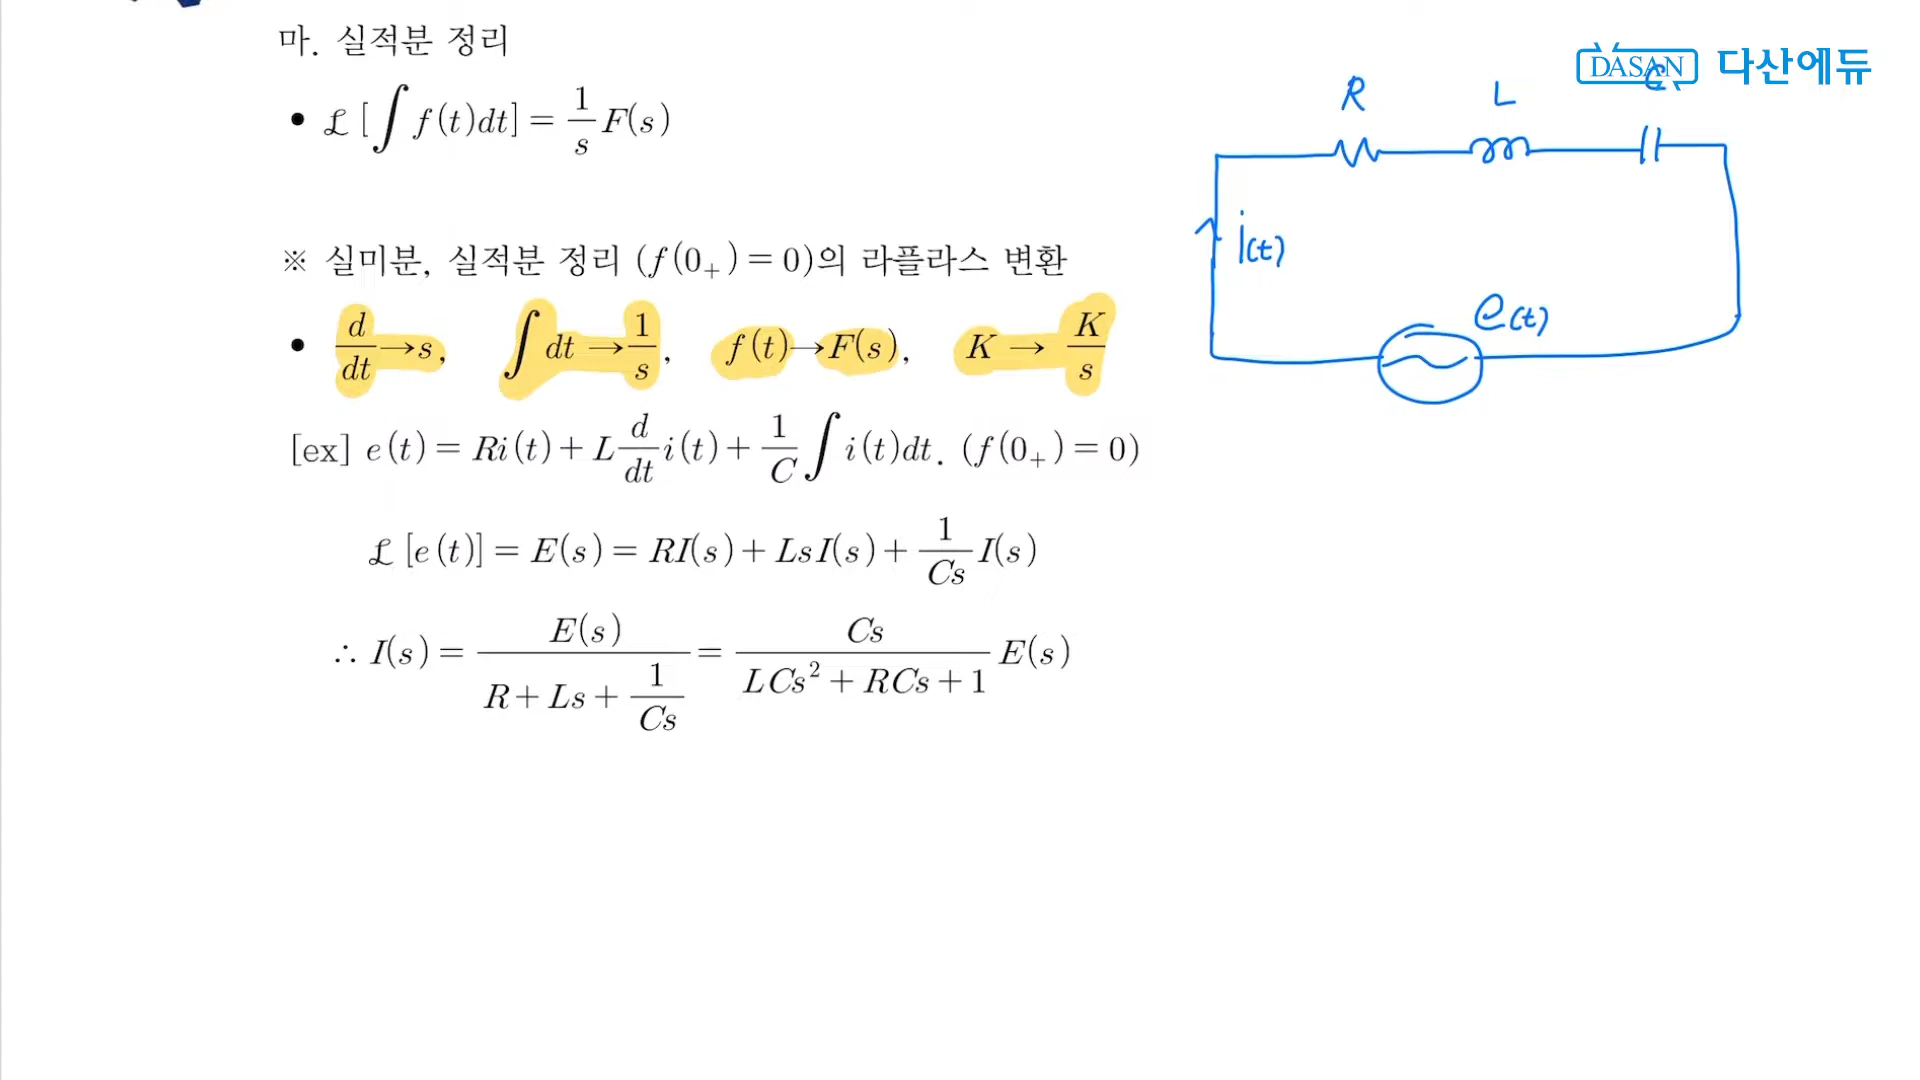 마. 실적분 정리
• ℒ [∫ f(t)dt] = 1/s F(s)
※ 실미분, 실적분 정리 (f(0₊) = 0)의 라플라스 변환
• d/dt → s, ∫ dt → 1/s, f(t) → F(s), K → K/s
[ex] e(t) = Ri(t) + L d/dt i(t) + 1/C ∫ i(t)dt. (f(0₊) = 0)
ℒ [e(t)] = E(s) = RI(s) + LsI(s) + 1/Cs I(s)
∴ I(s) = E(s)/(R + Ls + 1/Cs) = Cs/(LCs² + RCs + 1) E(s)
DASAN 다산에듀
R L C
i(t)
e(t)